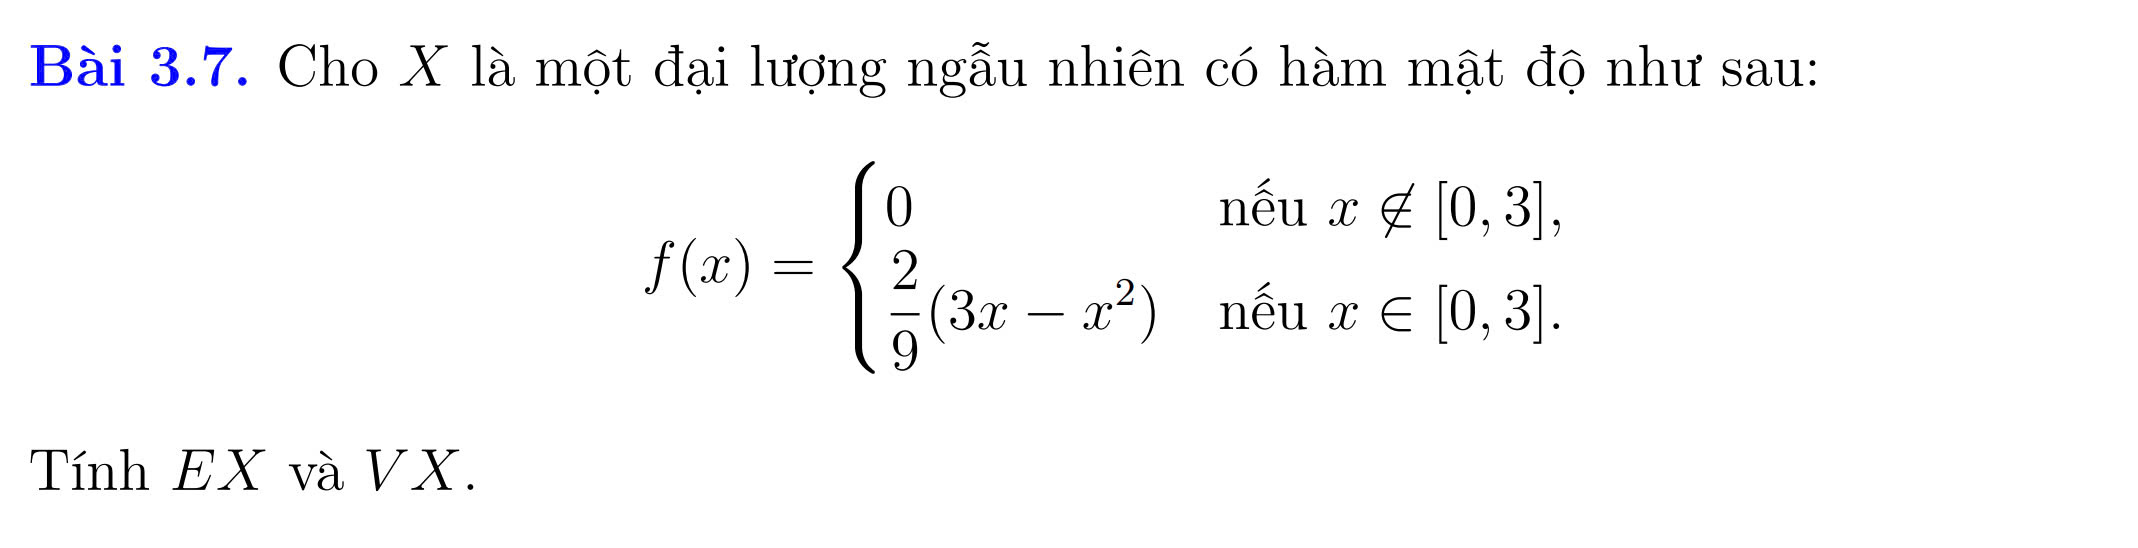 Bài 3.7. Cho X là một đại lượng ngẫu nhiên có hàm mật độ như sau:
f(x) = { 0 nếu x ∉ [0, 3],
2/9 (3x − x²) nếu x ∈ [0, 3].
Tính EX và VX.